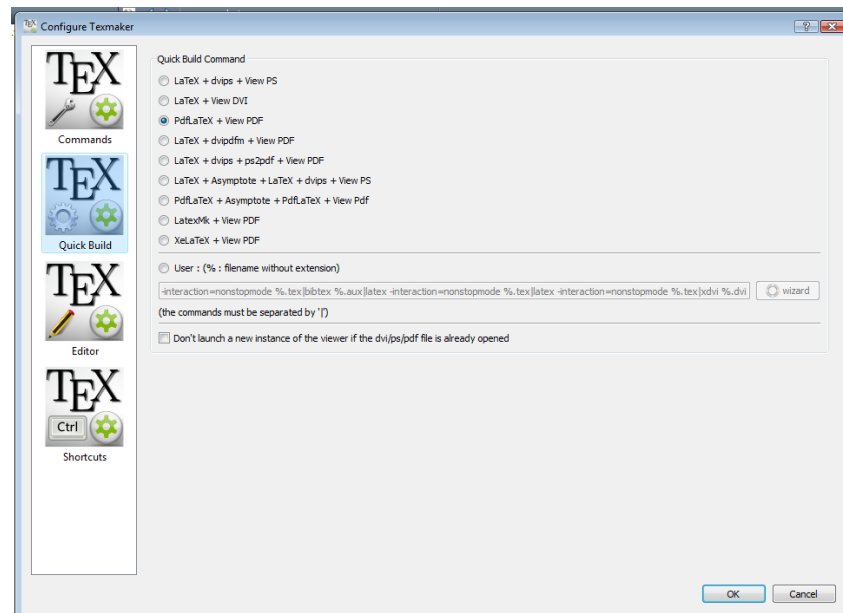 Configure Texmaker
TEX
Commands
TEX
Quick Build
TEX
Editor
TEX
Ctrl
Shortcuts
Quick Build Command
LaTeX + dvips + View PS
LaTeX + View DVI
PdfLaTeX + View PDF
LaTeX + dvipdfm + View PDF
LaTeX + dvips + ps2pdf + View PDF
LaTeX + Asymptote + LaTeX + dvips + View PS
PdfLaTeX + Asymptote + PdfLaTeX + View Pdf
LatexMk + View PDF
XeLaTeX + View PDF
User : (% : filename without extension)
-interaction=nonstopmode %.tex|bibtex %.aux|latex -interaction=nonstopmode %.tex|latex -interaction=nonstopmode %.tex|xdvi %.dvi
wizard
(the commands must be separated by '|')
Don't launch a new instance of the viewer if the dvi/ps/pdf file is already opened
OK
Cancel